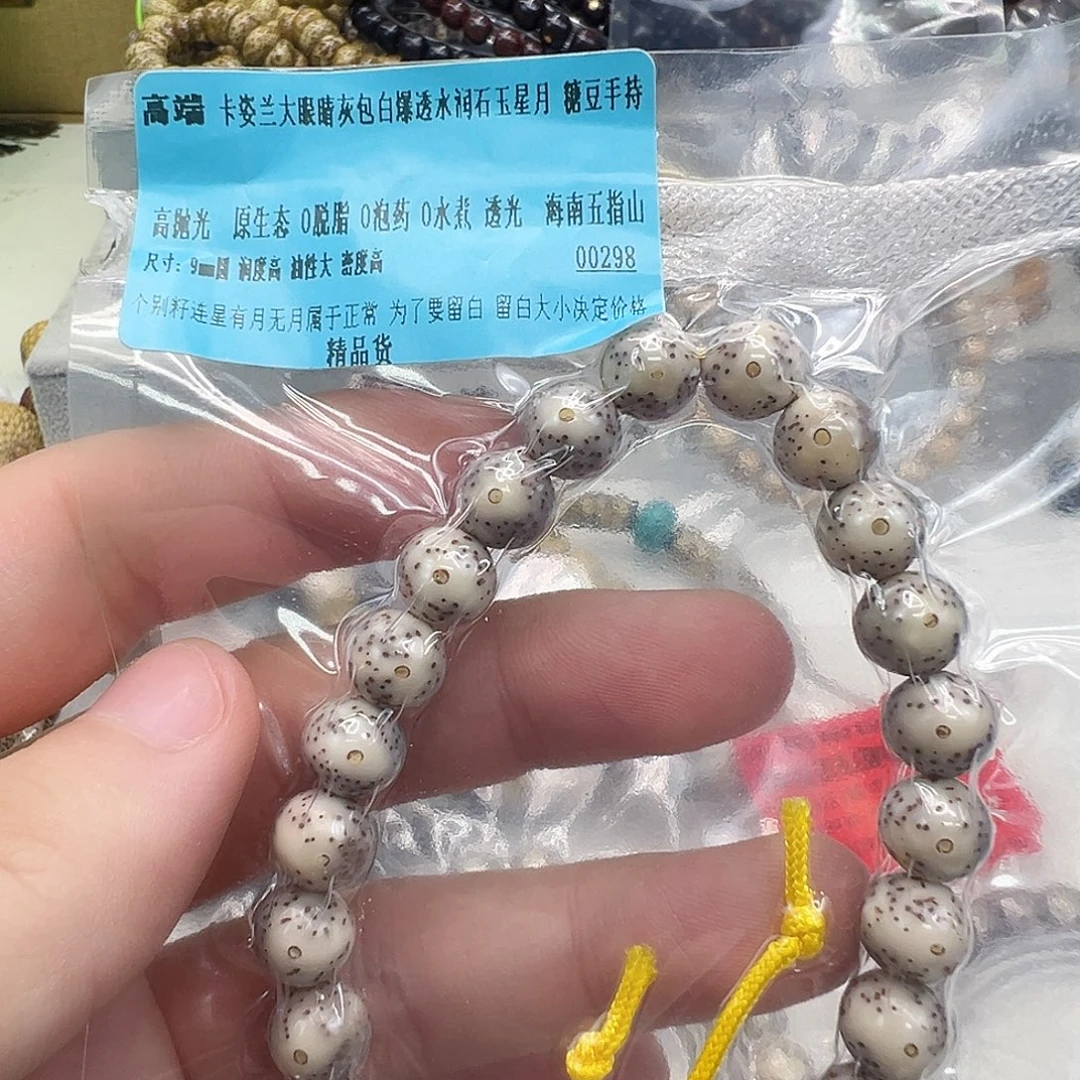 高端 卡姿兰大眼睛灰包白爆透水润石玉星月 糖豆手持
高抛光 原生态 0脱脂 0泡药 0水煮 透光 海南五指山
尺寸：9 圆 润度高 油性大 密度高 00298
个别籽连星有月无月属于正常 为了要留白 留白大小决定价格
精品货